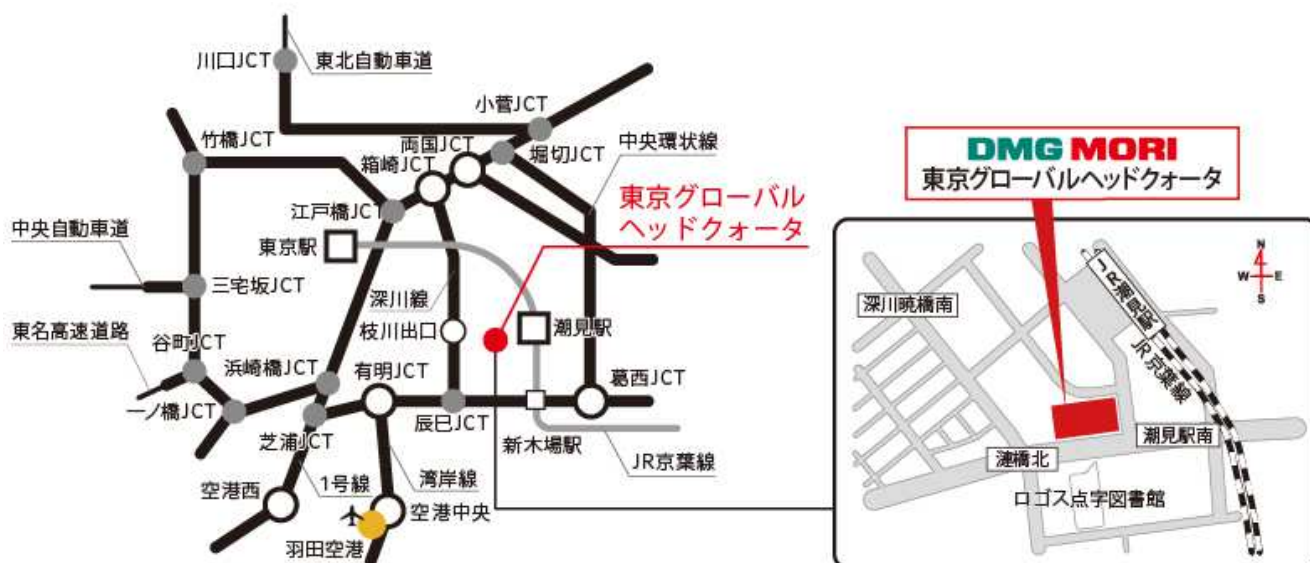 川口JCT
東北自動車道
小菅JCT
竹橋JCT
両国JCT
堀切JCT
中央環状線
箱崎JCT
東京グローバル
ヘッドクォータ
江戸橋JCT
東京駅
中央自動車道
三宅坂JCT
深川線
潮見駅
枝川出口
東名高速道路
谷町JCT
浜崎橋JCT
有明JCT
葛西JCT
一ノ橋JCT
芝浦JCT
辰巳JCT
新木場駅
JR京葉線
空港西
1号線
湾岸線
空港中央
羽田空港
DMG MORI
東京グローバルヘッドクォータ
N
W
E
S
深川暁橋南
JR潮見駅
JR京葉線
潮見駅南
漣橋北
ロゴス点字図書館